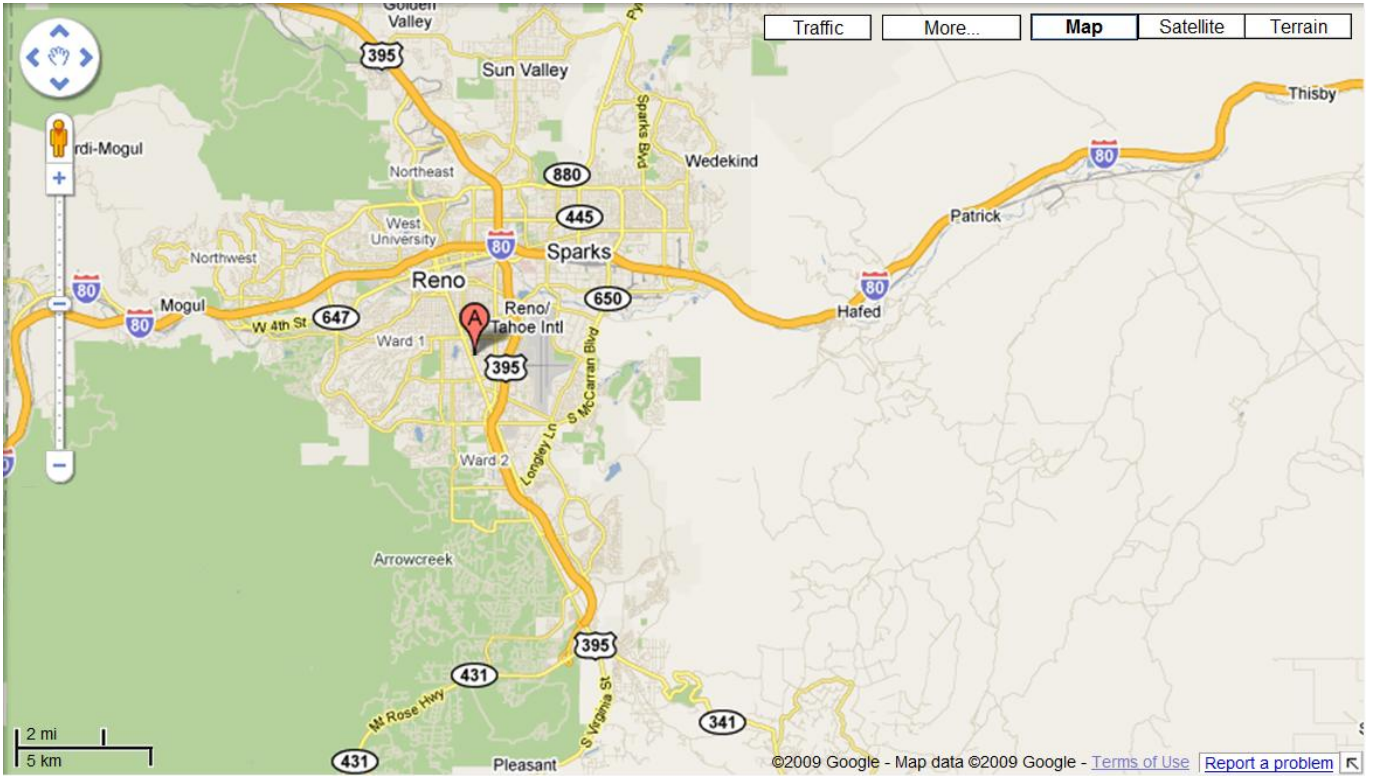 Golden
Valley
Traffic
More...
Map
Satellite
Terrain
395
Sun Valley
Thisby
Sparks Blvd
rdi-Mogul
Wedekind
80
Northeast
880
445
Patrick
West
University
Northwest
80
Sparks
Reno
80
80
650
Hafed
Mogul
80
647
W 4th St
Reno/
Tahoe Intl
A
Ward 1
395
S McCarran Blvd
Longley Ln
Ward 2
Arrowcreek
395
431
Mt Rose Hwy
S Virginia St
341
2 mi
5 km
431
Pleasant
©2009 Google - Map data ©2009 Google - Terms of Use
Report a problem